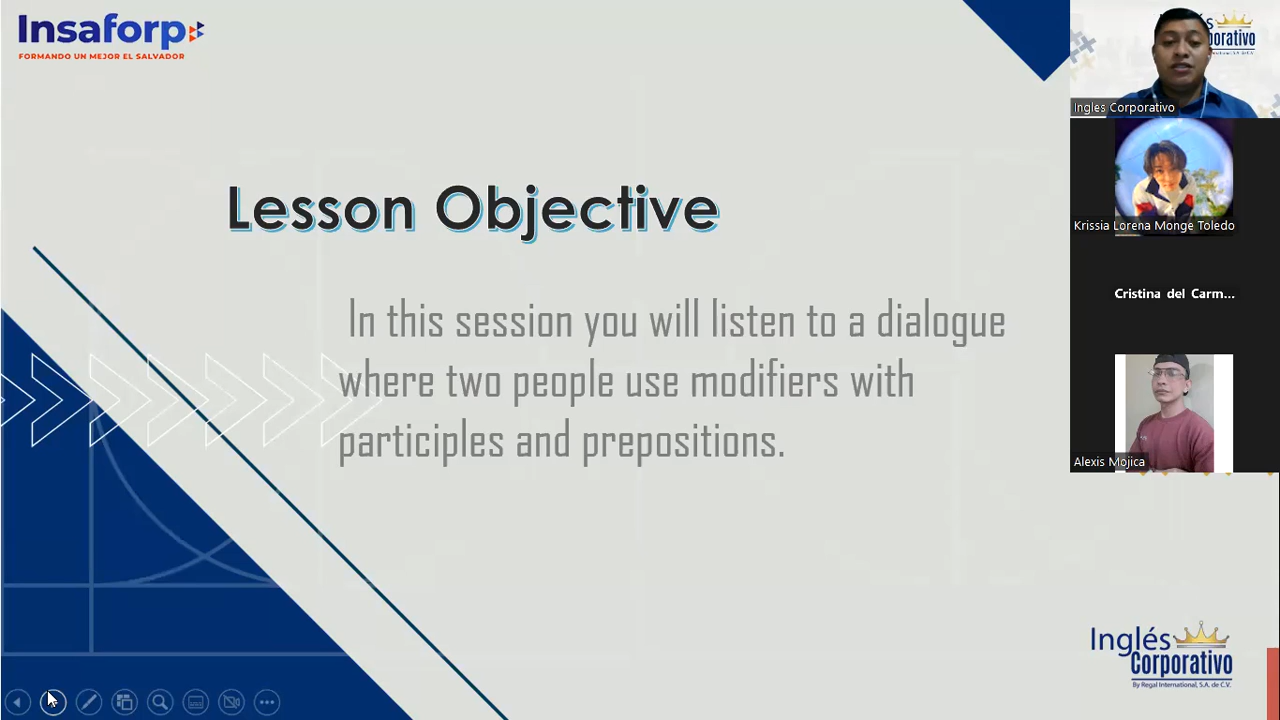 Insaforp
FORMANDO UN MEJOR EL SALVADOR
Lesson Objective
In this session you will listen to a dialogue
where two people use modifiers with
participles and prepositions.
Ingles Corporativo
Krissia Lorena Monge Toledo
Cristina del Carm...
Alexis Mojica
Inglés
Corporativo
By Regal International, S.A. de C.V.